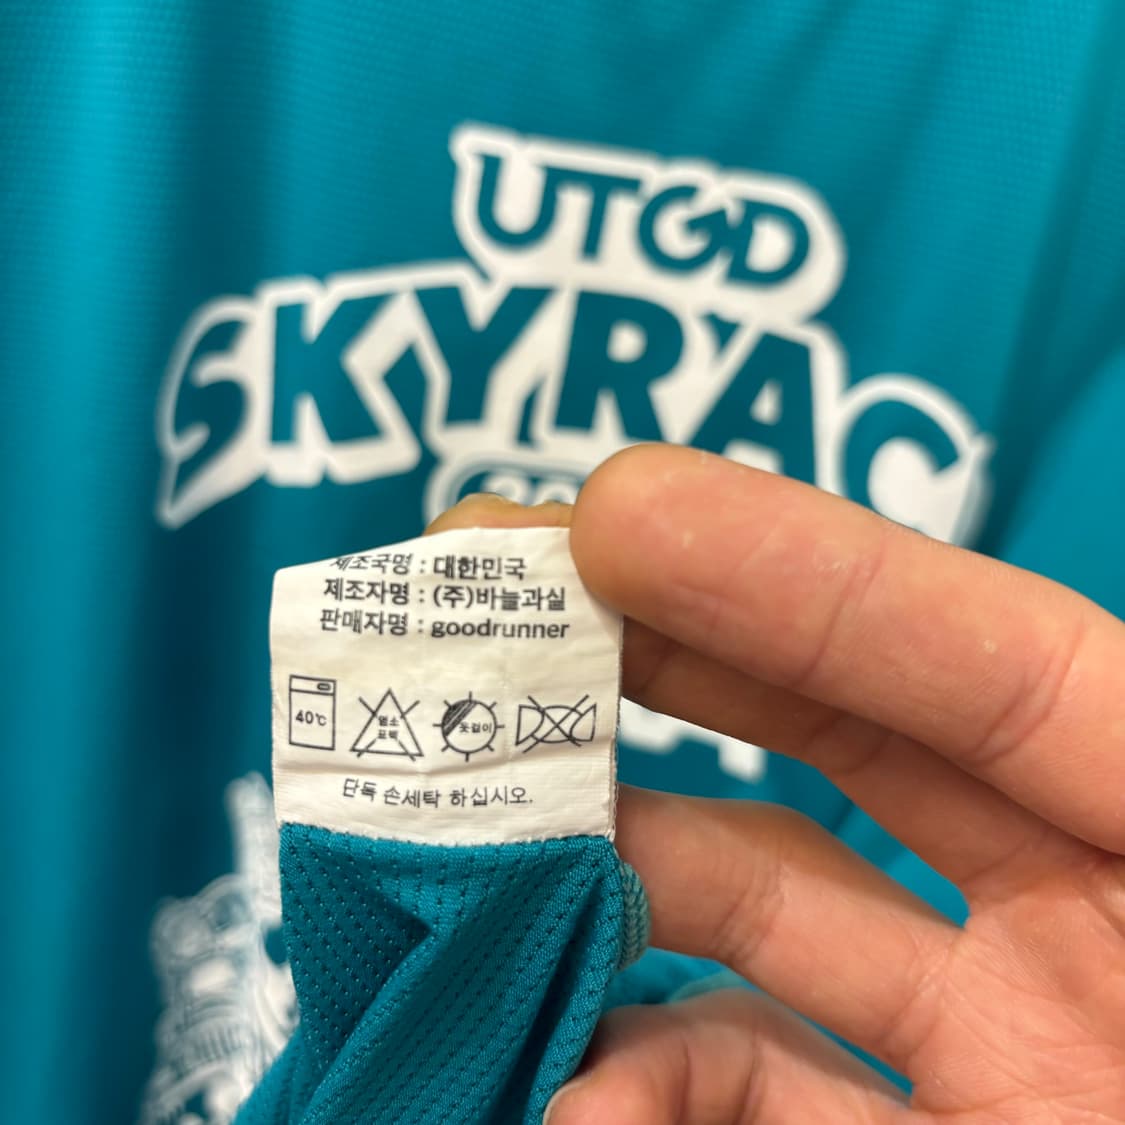 UTGD
SKYRAC
제조국명 : 대한민국
제조자명 : (주)바늘과실
판매자명 : goodrunner
40℃
염소
표백
옷걸이
단독 손세탁 하십시오.